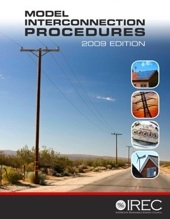 MODEL
INTERCONNECTION
PROCEDURES
2009 EDITION
IREC